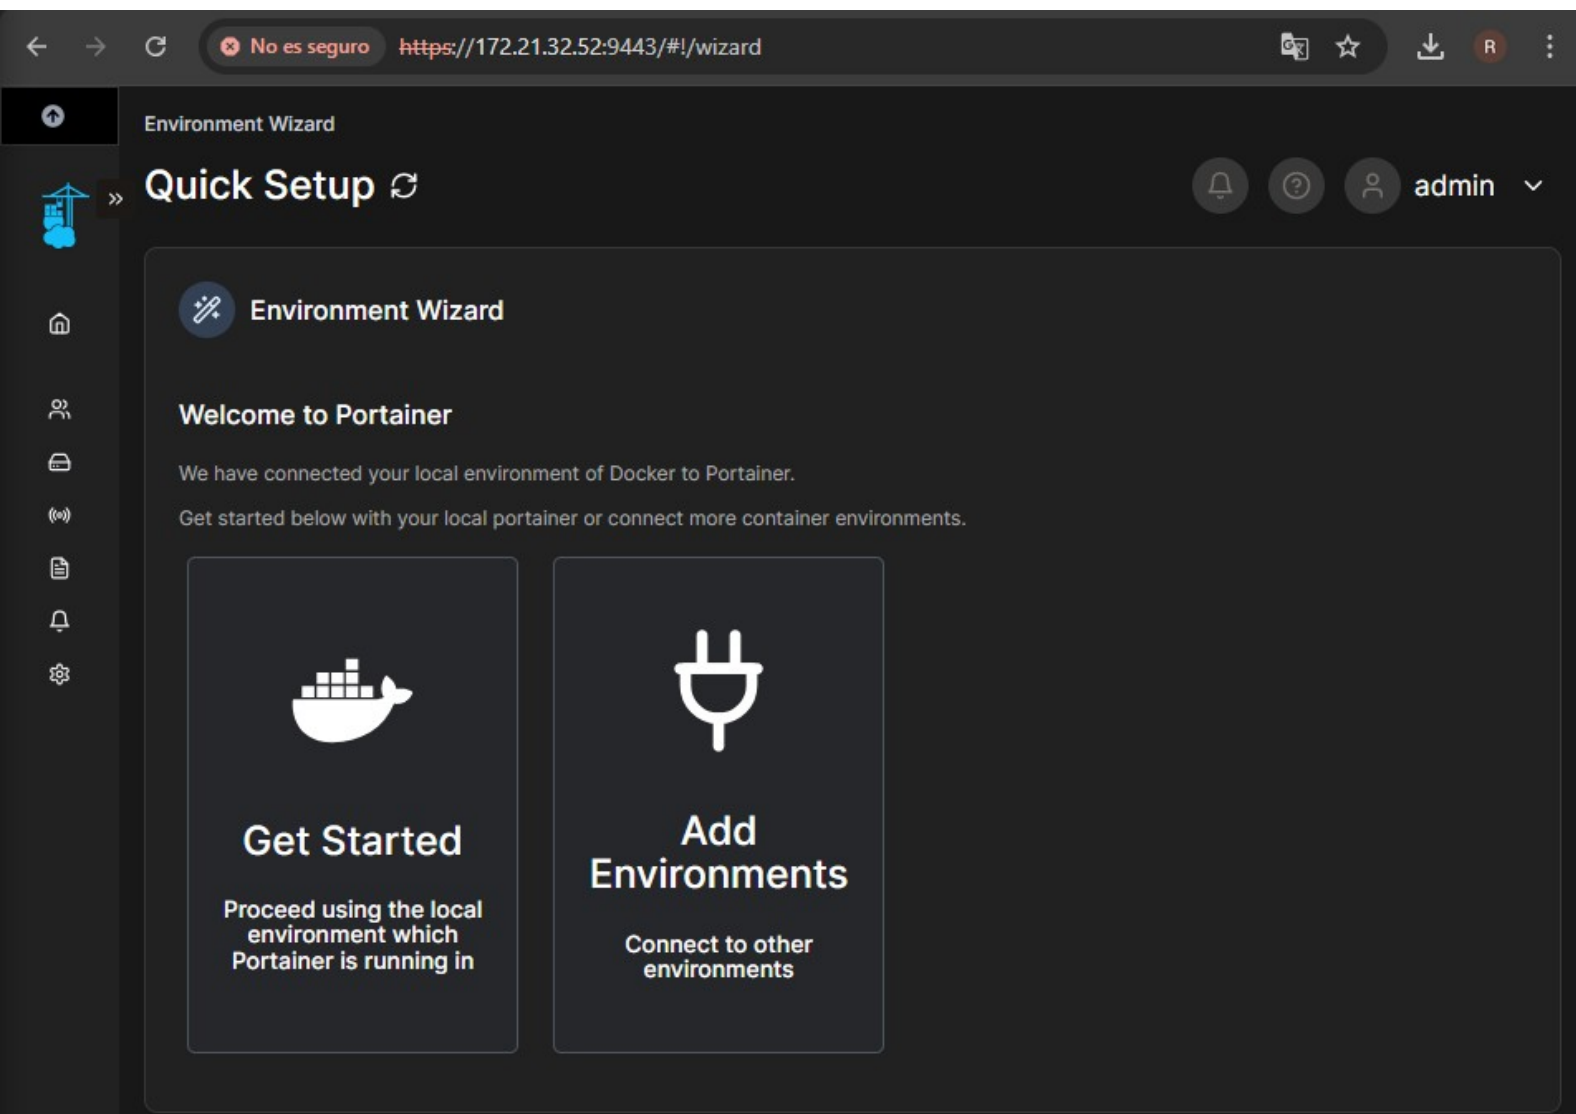 No es seguro https://172.21.32.52:9443/#!/wizard
R
Environment Wizard
Quick Setup
admin
Environment Wizard
Welcome to Portainer
We have connected your local environment of Docker to Portainer.
Get started below with your local portainer or connect more container environments.
Get Started
Proceed using the local
environment which
Portainer is running in
Add
Environments
Connect to other
environments